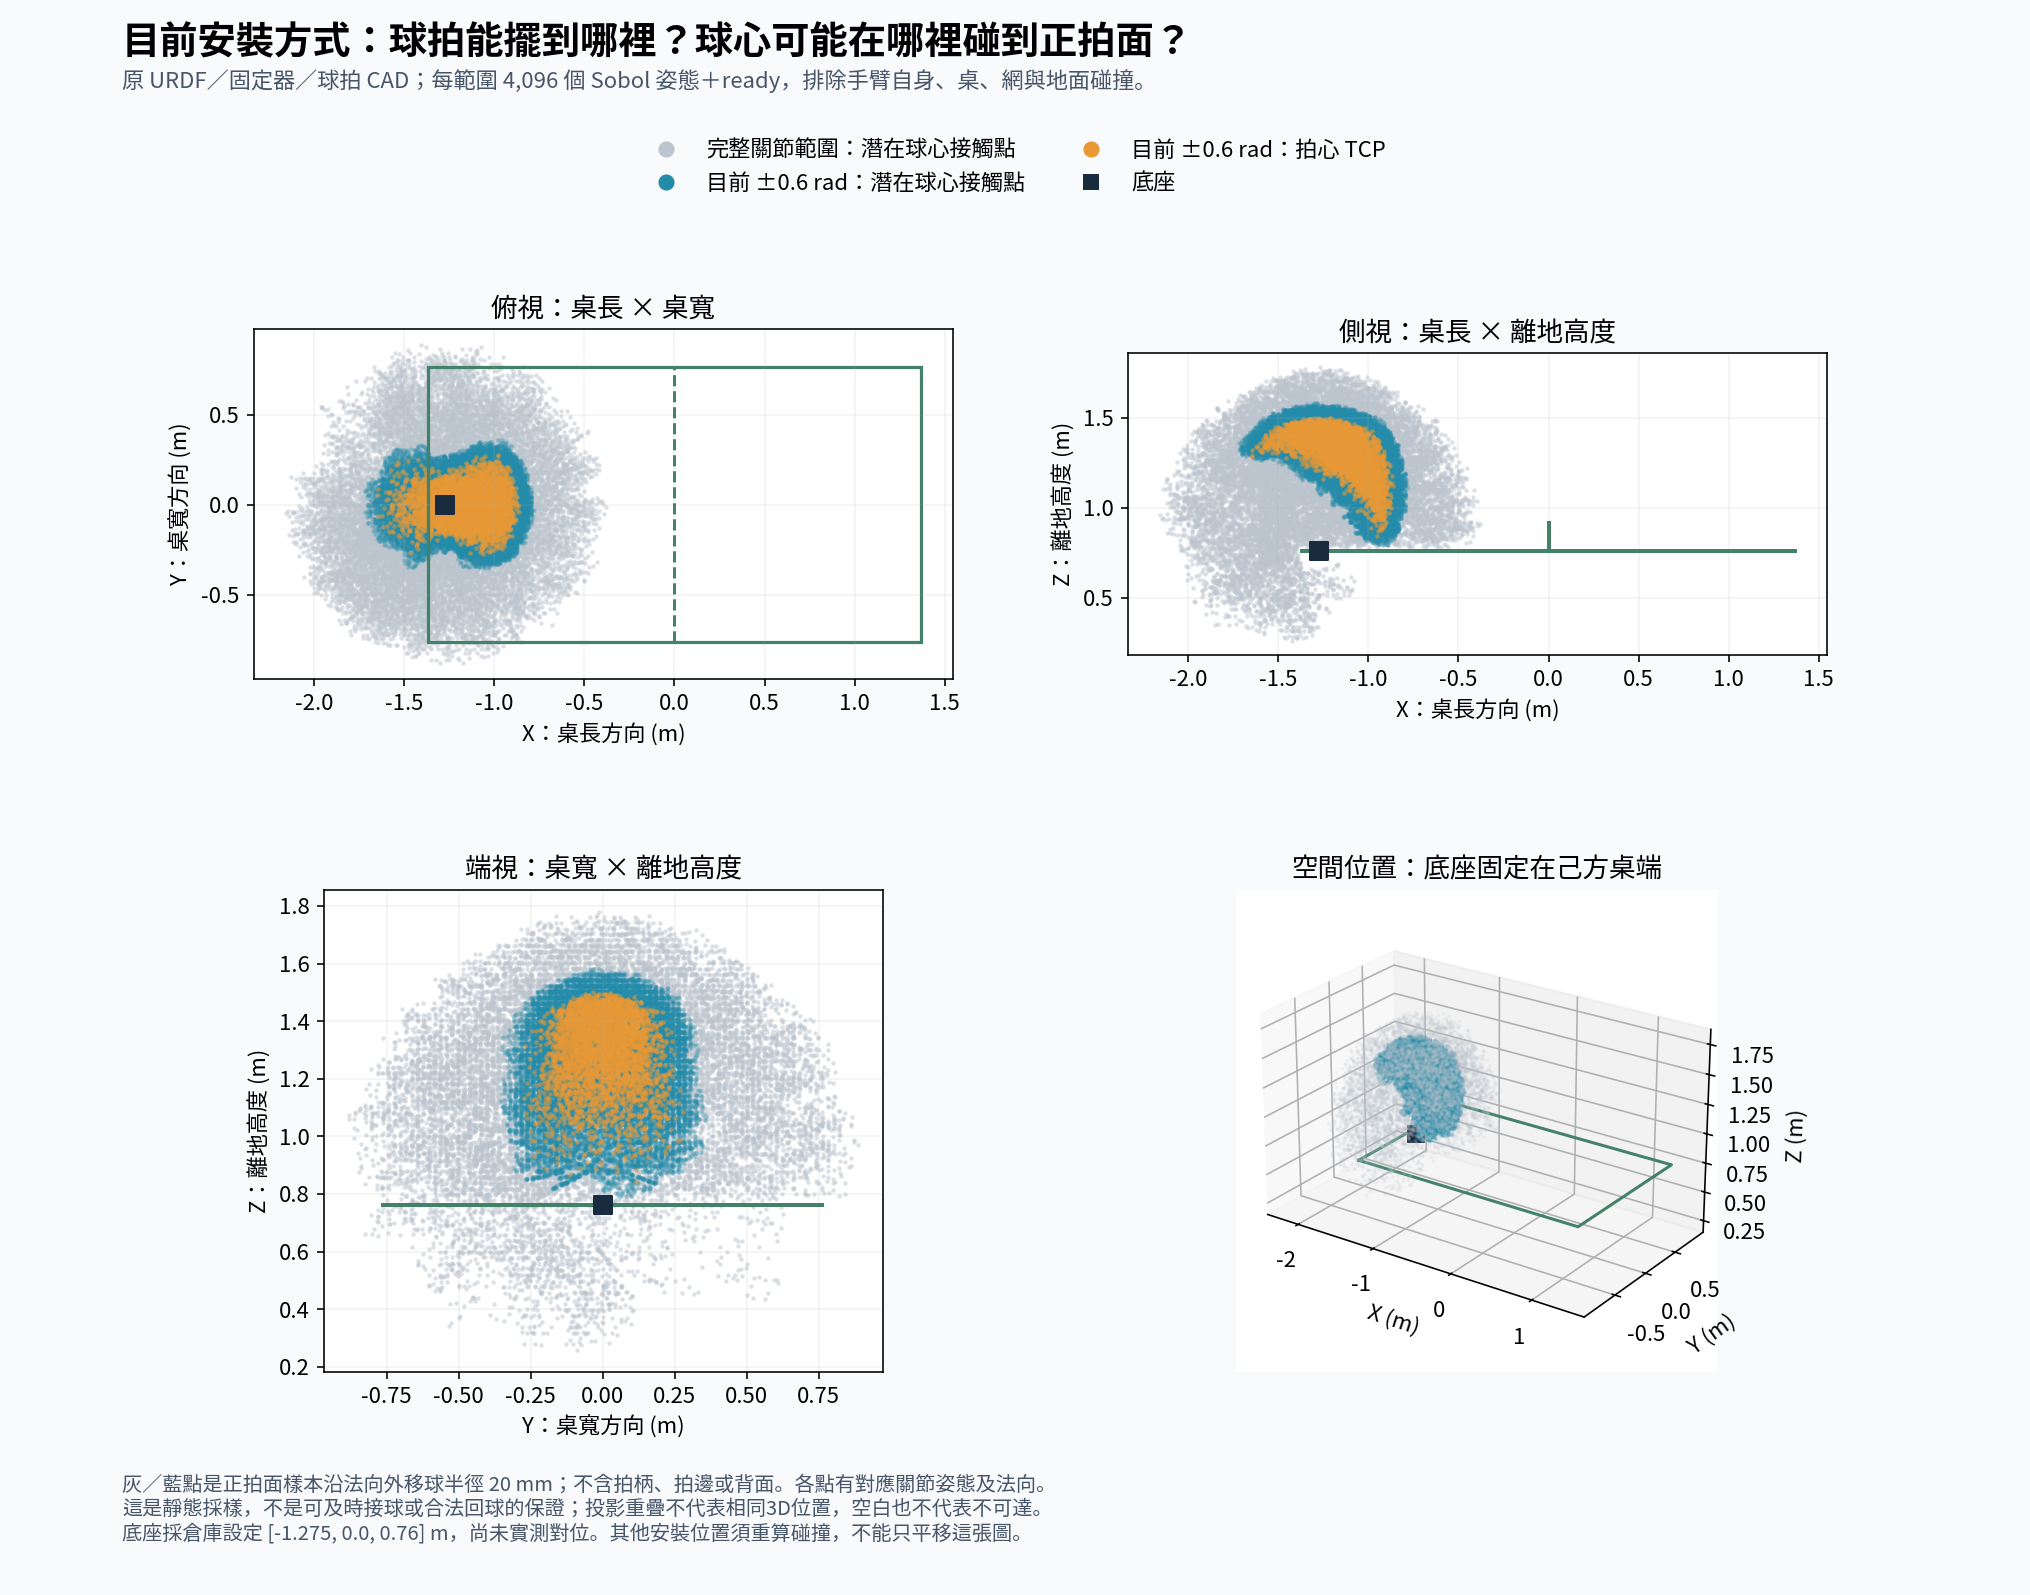 目前安裝方式：球拍能擺到哪裡？球心可能在哪裡碰到正拍面？
原 URDF／固定器／球拍 CAD；每範圍 4,096 個 Sobol 姿態＋ready，排除手臂自身、桌、網與地面碰撞。
完整關節範圍：潛在球心接觸點
目前 ±0.6 rad：潛在球心接觸點
目前 ±0.6 rad：拍心 TCP
底座
俯視：桌長 × 桌寬
0.5
0.0
-0.5
Y：桌寬方向 (m)
-2.0 -1.5 -1.0 -0.5 0.0 0.5 1.0 1.5
X：桌長方向 (m)
側視：桌長 × 離地高度
1.5
1.0
0.5
Z：離地高度 (m)
-2.0 -1.5 -1.0 -0.5 0.0 0.5 1.0 1.5
X：桌長方向 (m)
端視：桌寬 × 離地高度
1.8
1.6
1.4
1.2
1.0
0.8
0.6
0.4
0.2
Z：離地高度 (m)
-0.75 -0.50 -0.25 0.00 0.25 0.50 0.75
Y：桌寬方向 (m)
空間位置：底座固定在己方桌端
1.75
1.50
1.25
1.00
0.75
0.50
0.25
Z (m)
-2
-1
0
1
X (m)
0.5
0.0
-0.5
Y (m)
灰／藍點是正拍面樣本沿法向外移球半徑 20 mm；不含拍柄、拍邊或背面。各點有對應關節姿態及法向。
這是靜態採樣，不是可及時接球或合法回球的保證；投影重疊不代表相同3D位置，空白也不代表不可達。
底座採倉庫設定 [-1.275, 0.0, 0.76] m，尚未實測對位。其他安裝位置須重算碰撞，不能只平移這張圖。